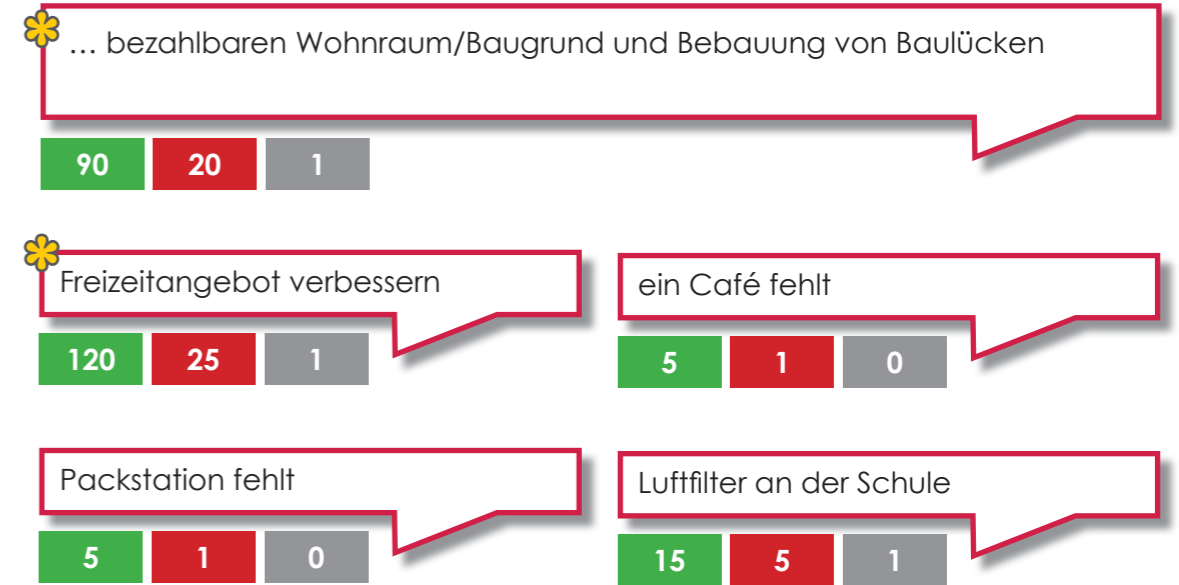 … bezahlbaren Wohnraum/Baugrund und Bebauung von Baulücken
90 20 1
Freizeitangebot verbessern
120 25 1
ein Café fehlt
5 1 0
Packstation fehlt
5 1 0
Luftfilter an der Schule
15 5 1